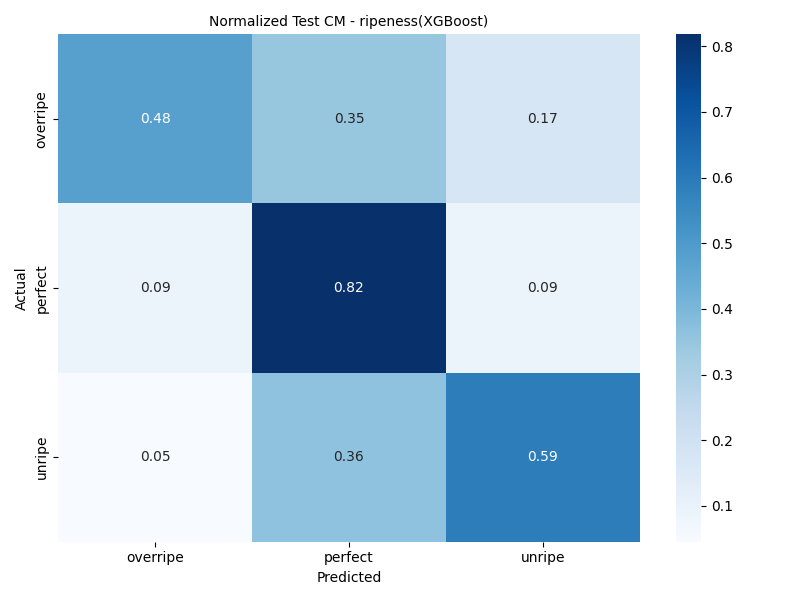 Normalized Test CM - ripeness(XGBoost)
overripe 0.48 0.35 0.17
perfect 0.09 0.82 0.09
unripe 0.05 0.36 0.59
Actual
overripe perfect unripe
Predicted
0.8
0.7
0.6
0.5
0.4
0.3
0.2
0.1